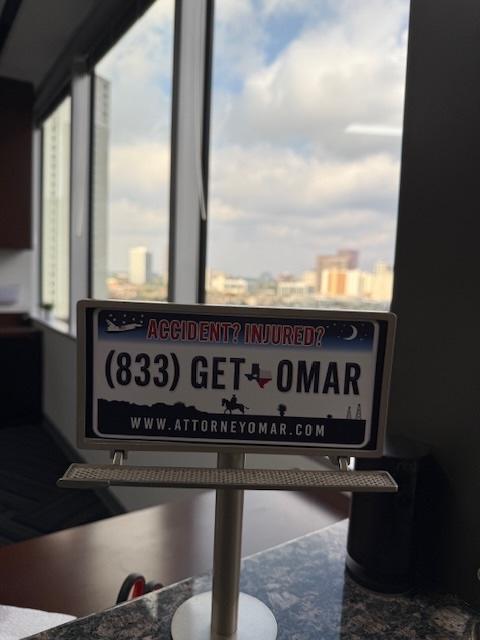 ACCIDENT? INJURED?
(833) GET OMAR
WWW.ATTORNEYOMAR.COM